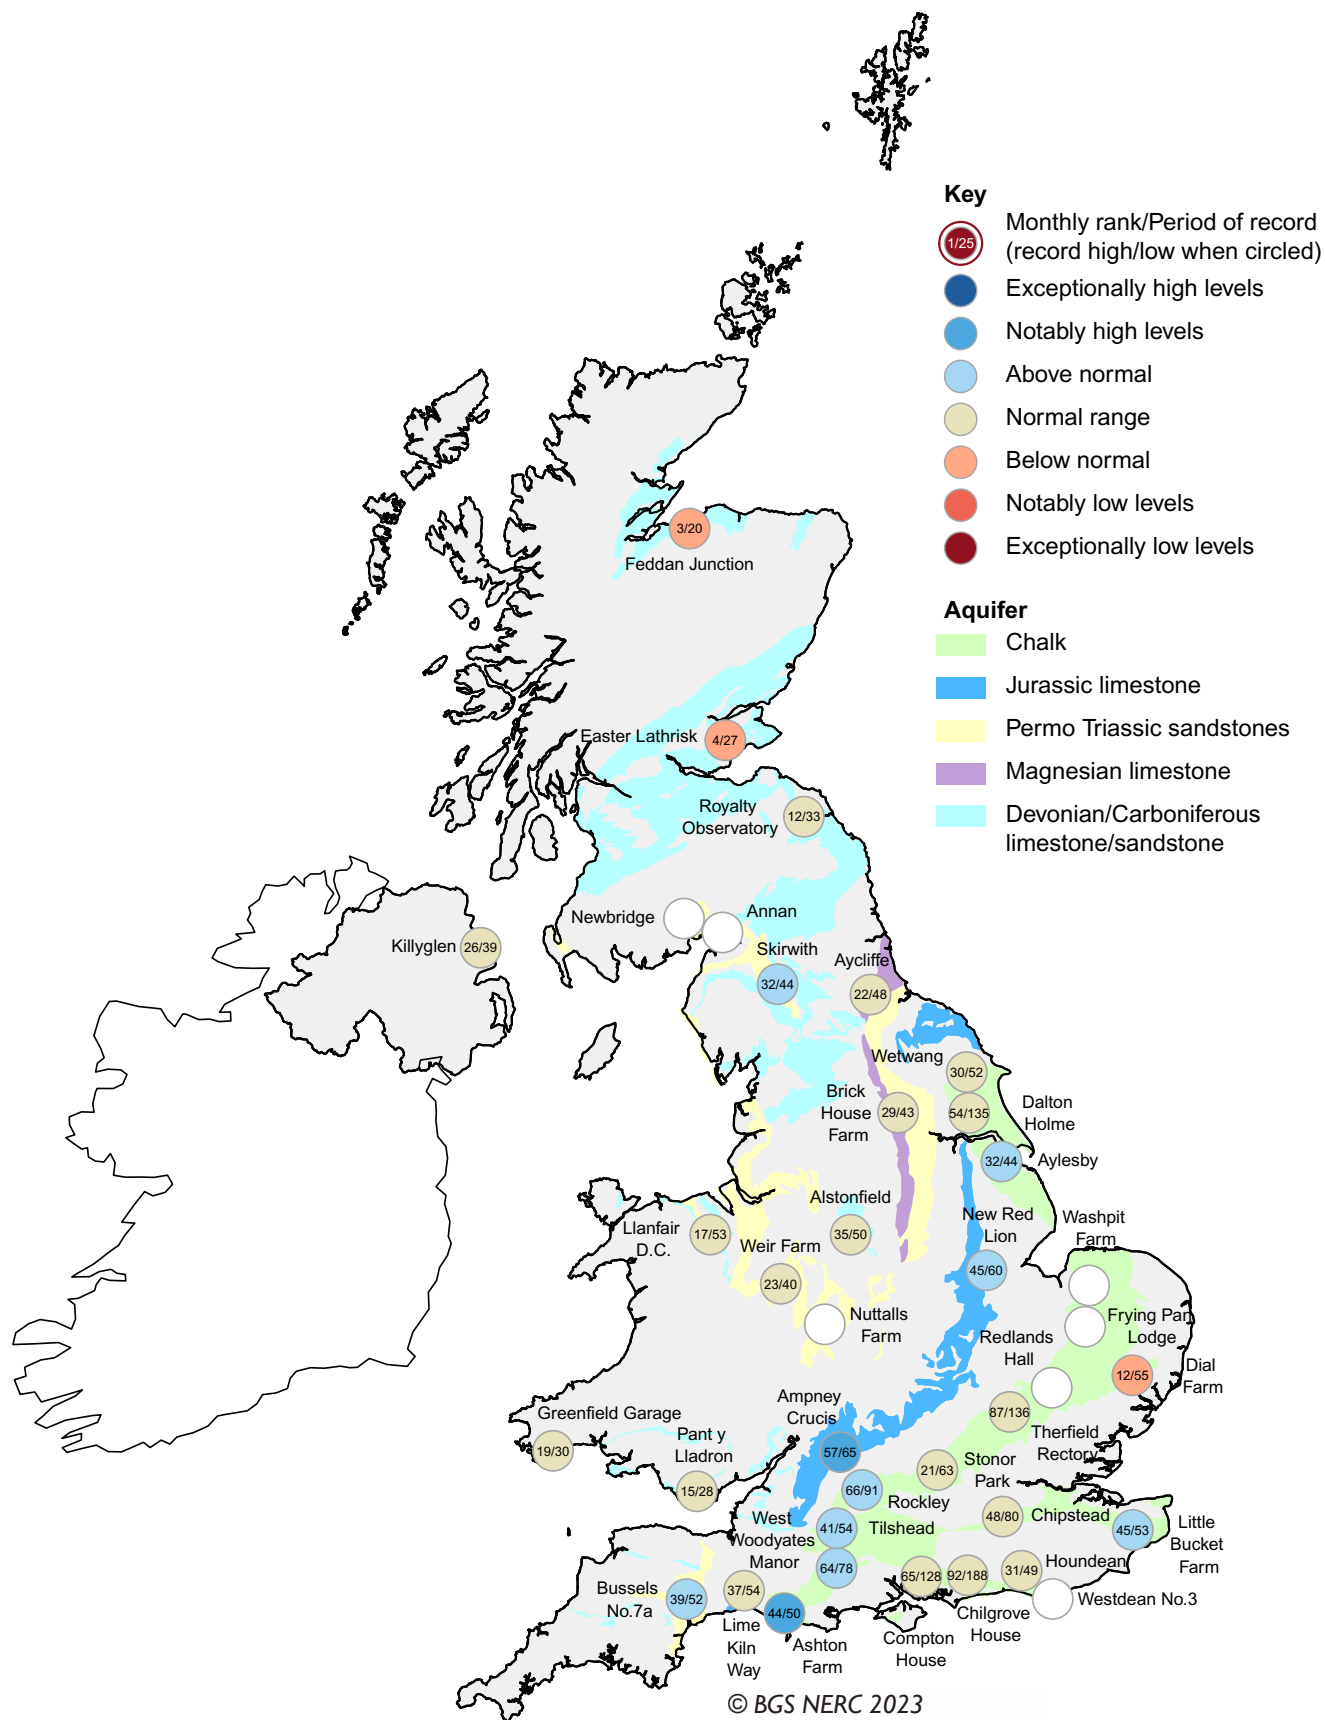 Key
1/25
Monthly rank/Period of record
(record high/low when circled)
Exceptionally high levels
Notably high levels
Above normal
Normal range
Below normal
Notably low levels
Exceptionally low levels
Aquifer
Chalk
Jurassic limestone
Permo Triassic sandstones
Magnesian limestone
Devonian/Carboniferous
limestone/sandstone
3/20
Feddan Junction
Easter Lathrisk
4/27
Royalty
Observatory
12/33
Newbridge
Annan
Killyglen
26/39
Skirwith
32/44
Aycliffe
22/48
Wetwang
30/52
Brick
House
Farm
29/43
54/135
Dalton
Holme
32/44
Aylesby
Alstonfield
35/50
Llanfair
D.C.
17/53
Weir Farm
23/40
New Red
Lion
45/60
Washpit
Farm
Nuttalls
Farm
Frying Pan
Lodge
Redlands
Hall
12/55
Dial
Farm
Ampney
Crucis
57/65
87/136
Therfield
Rectory
Greenfield Garage
19/30
Pant y
Lladron
15/28
21/63
Stonor
Park
66/91
Rockley
48/80
Chipstead
45/53
Little
Bucket
Farm
West
Woodyates
Manor
41/54
Tilshead
64/78
Bussels
No.7a
39/52
37/54
Lime
Kiln
Way
44/50
Ashton
Farm
65/128
Compton
House
92/188
Chilgrove
House
31/49
Houndean
Westdean No.3
© BGS NERC 2023